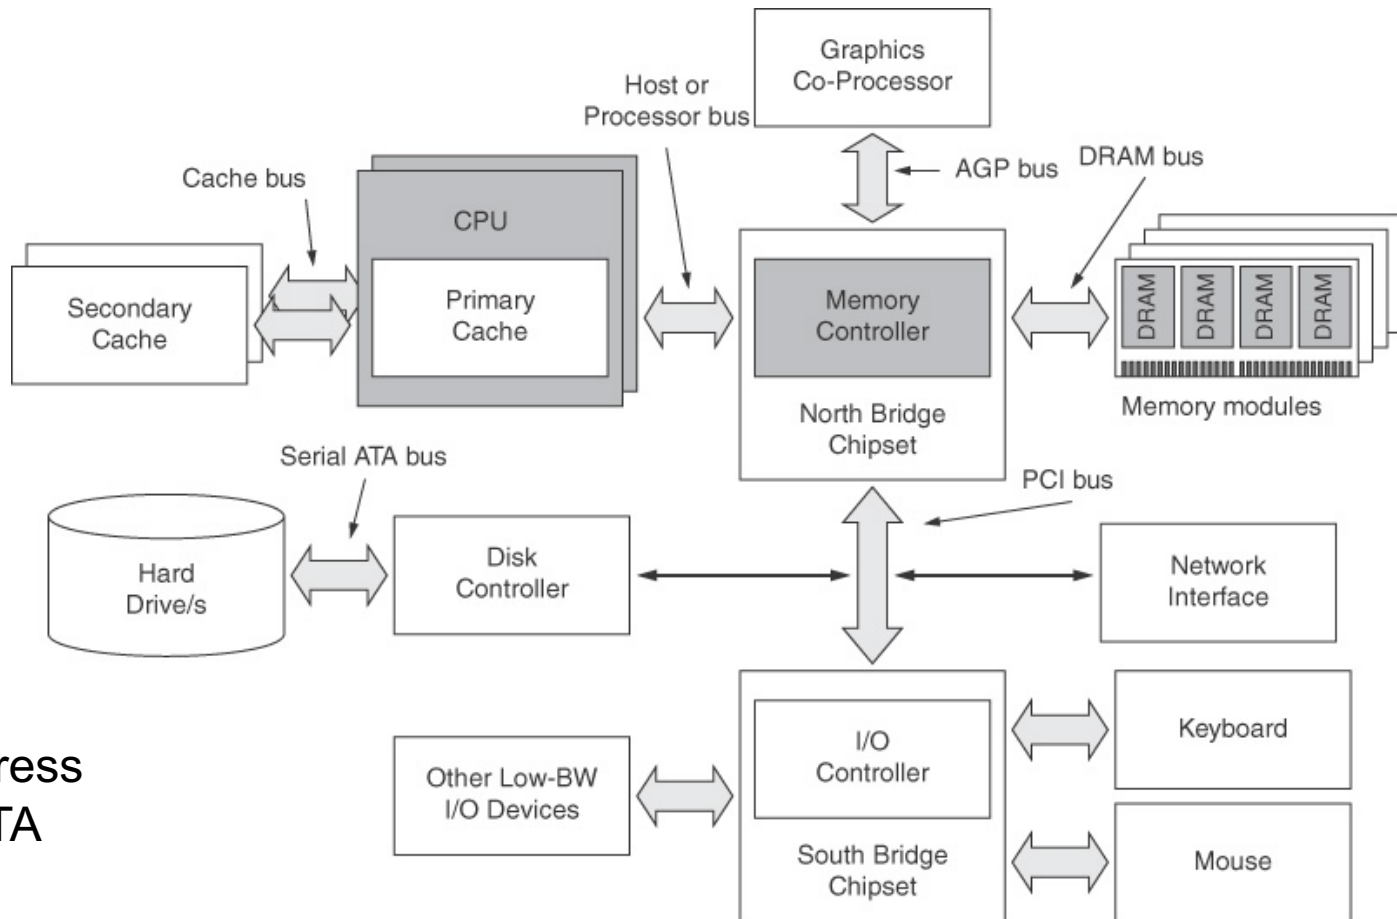 Graphics
Co-Processor
Host or
Processor bus
AGP bus
DRAM bus
Cache bus
CPU
Primary
Cache
Secondary
Cache
Memory
Controller
North Bridge
Chipset
DRAM
DRAM
DRAM
DRAM
Memory modules
Serial ATA bus
PCI bus
Hard
Drive/s
Disk
Controller
Network
Interface
I/O
Controller
South Bridge
Chipset
Keyboard
Other Low-BW
I/O Devices
Mouse
ress
TA